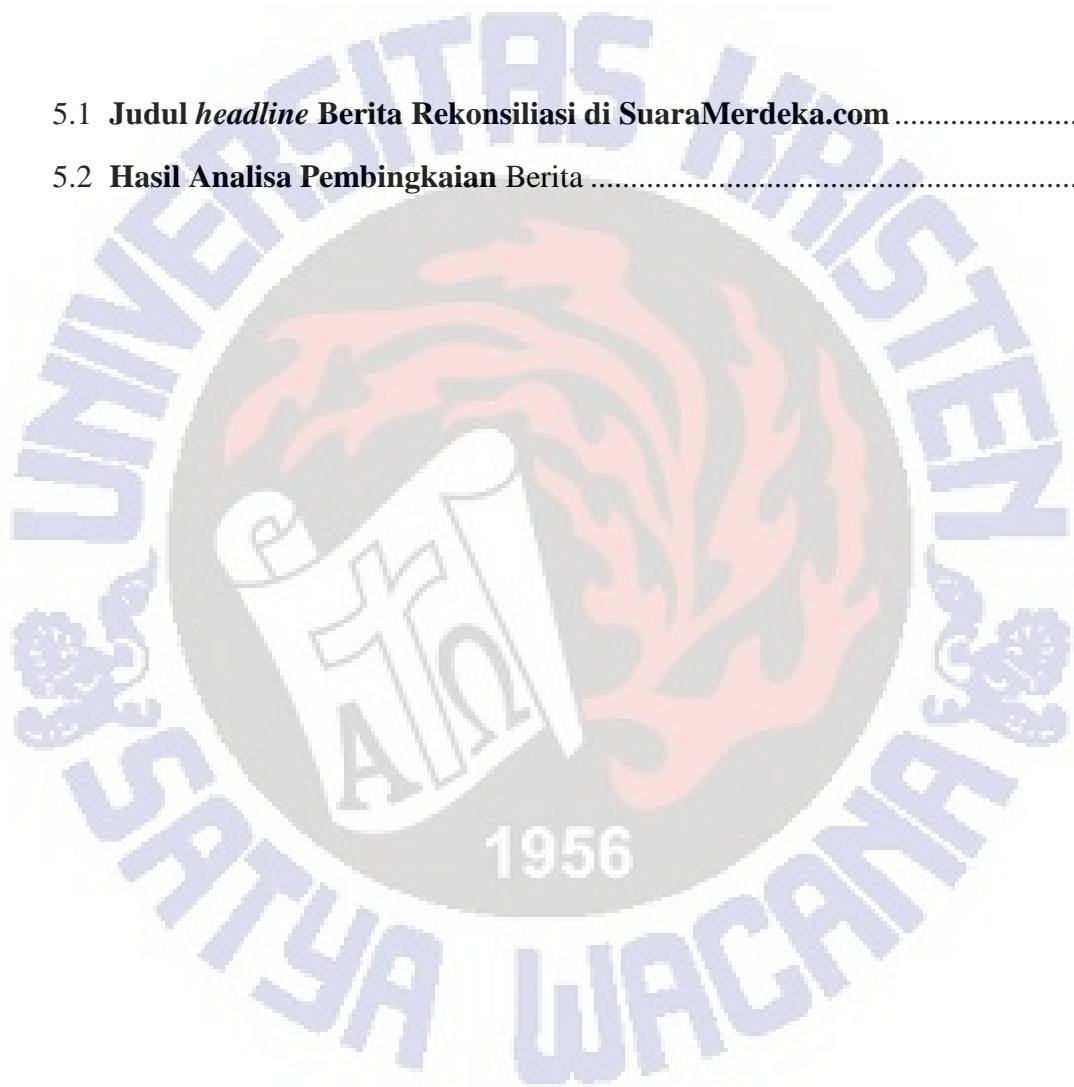 5.1 Judul headline Berita Rekonsiliasi di SuaraMerdeka.com .......................
5.2 Hasil Analisa Pembingkaian Berita .............................................................
UNIVERSITAS KRISTEN
A Ω
1956
SATYA WACANA